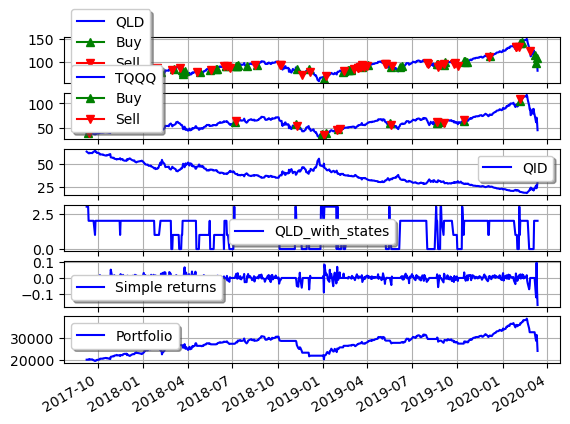 QLD
Buy
Sell
150
100
TQQQ
Buy
Sell
100
50
50
25
QID
2.5
0.0
QLD_with_states
0.1
0.0
−0.1
Simple returns
30000
20000
Portfolio
2017-10
2018-01
2018-04
2018-07
2018-10
2019-01
2019-04
2019-07
2019-10
2020-01
2020-04